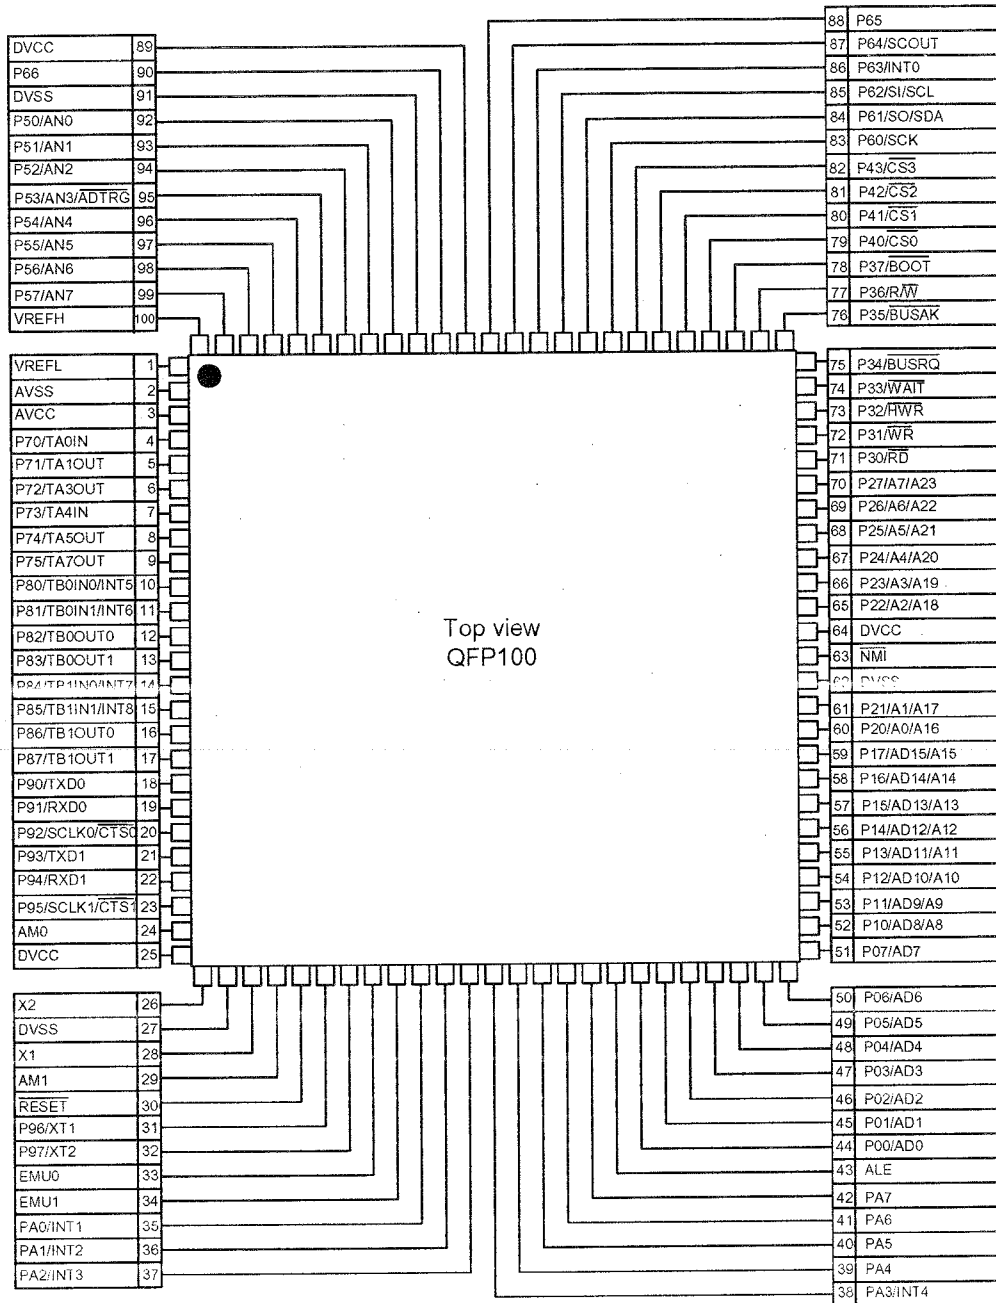 DVCC 89
P66 90
DVSS 91
P50/AN0 92
P51/AN1 93
P52/AN2 94
P53/AN3/ADTRG 95
P54/AN4 96
P55/AN5 97
P56/AN6 98
P57/AN7 99
VREFH 100
88 P65
87 P64/SCOUT
86 P63/INT0
85 P62/SI/SCL
84 P61/SO/SDA
83 P60/SCK
82 P43/CS3
81 P42/CS2
80 P41/CS1
79 P40/CS0
78 P37/BOOT
77 P36/R/W
76 P35/BUSAK
VREFL 1
AVSS 2
AVCC 3
P70/TA0IN 4
P71/TA1OUT 5
P72/TA3OUT 6
P73/TA4IN 7
P74/TA5OUT 8
P75/TA7OUT 9
P80/TB0IN0/INT5 10
P81/TB0IN1/INT6 11
P82/TB0OUT0 12
P83/TB0OUT1 13
P84/TB1IN0/INT7 14
P85/TB1IN1/INT8 15
P86/TB1OUT0 16
P87/TB1OUT1 17
P90/TXD0 18
P91/RXD0 19
P92/SCLK0/CTS0 20
P93/TXD1 21
P94/RXD1 22
P95/SCLK1/CTS1 23
AM0 24
DVCC 25
Top view
QFP100
75 P34/BUSRQ
74 P33/WAIT
73 P32/HWR
72 P31/WR
71 P30/RD
70 P27/A7/A23
69 P26/A6/A22
68 P25/A5/A21
67 P24/A4/A20
66 P23/A3/A19
65 P22/A2/A18
64 DVCC
63 NMI
62 DVSS
61 P21/A1/A17
60 P20/A0/A16
59 P17/AD15/A15
58 P16/AD14/A14
57 P15/AD13/A13
56 P14/AD12/A12
55 P13/AD11/A11
54 P12/AD10/A10
53 P11/AD9/A9
52 P10/AD8/A8
51 P07/AD7
X2 26
DVSS 27
X1 28
AM1 29
RESET 30
P96/XT1 31
P97/XT2 32
EMU0 33
EMU1 34
PA0/INT1 35
PA1/INT2 36
PA2/INT3 37
50 P06/AD6
49 P05/AD5
48 P04/AD4
47 P03/AD3
46 P02/AD2
45 P01/AD1
44 P00/AD0
43 ALE
42 PA7
41 PA6
40 PA5
39 PA4
38 PA3/INT4